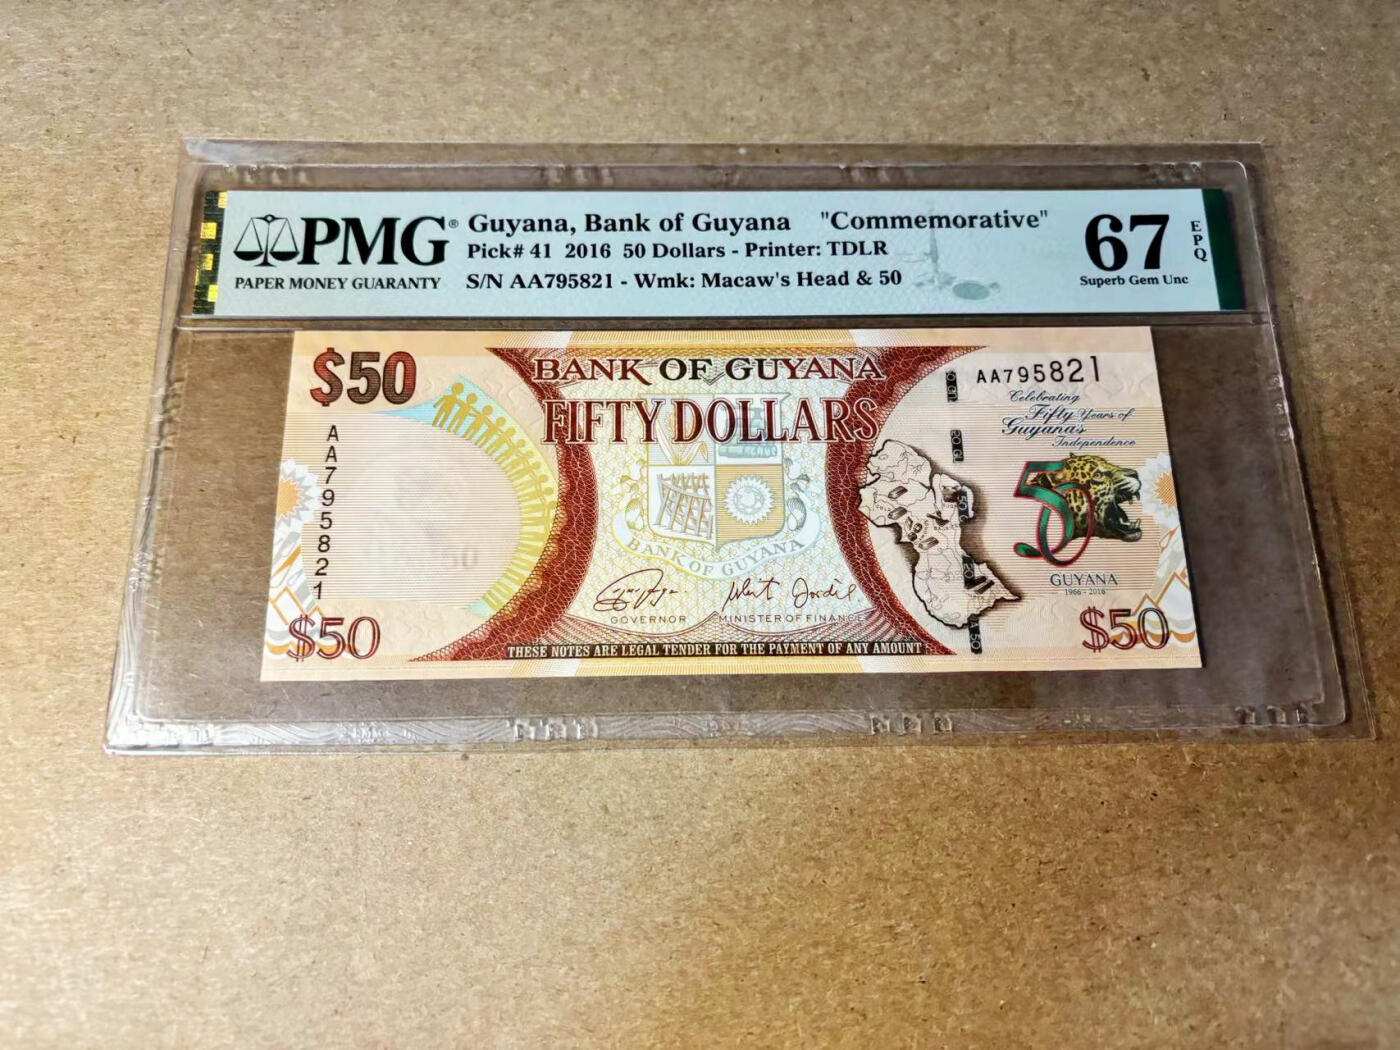 PMG®
PAPER MONEY GUARANTY
Guyana, Bank of Guyana "Commemorative"
Pick# 41 2016 50 Dollars - Printer: TDLR
S/N AA795821 - Wmk: Macaw's Head & 50
67
Superb Gem Unc
EPQ
$50
BANK OF GUYANA
FIFTY DOLLARS
AA795821
Celebrating
Fifty Years of
Guyana's
Independence
AA795821
50
BANK OF GUYANA
50
GUYANA
1966 - 2016
GOVERNOR
MINISTER OF FINANCE
$50
THESE NOTES ARE LEGAL TENDER FOR THE PAYMENT OF ANY AMOUNT
$50